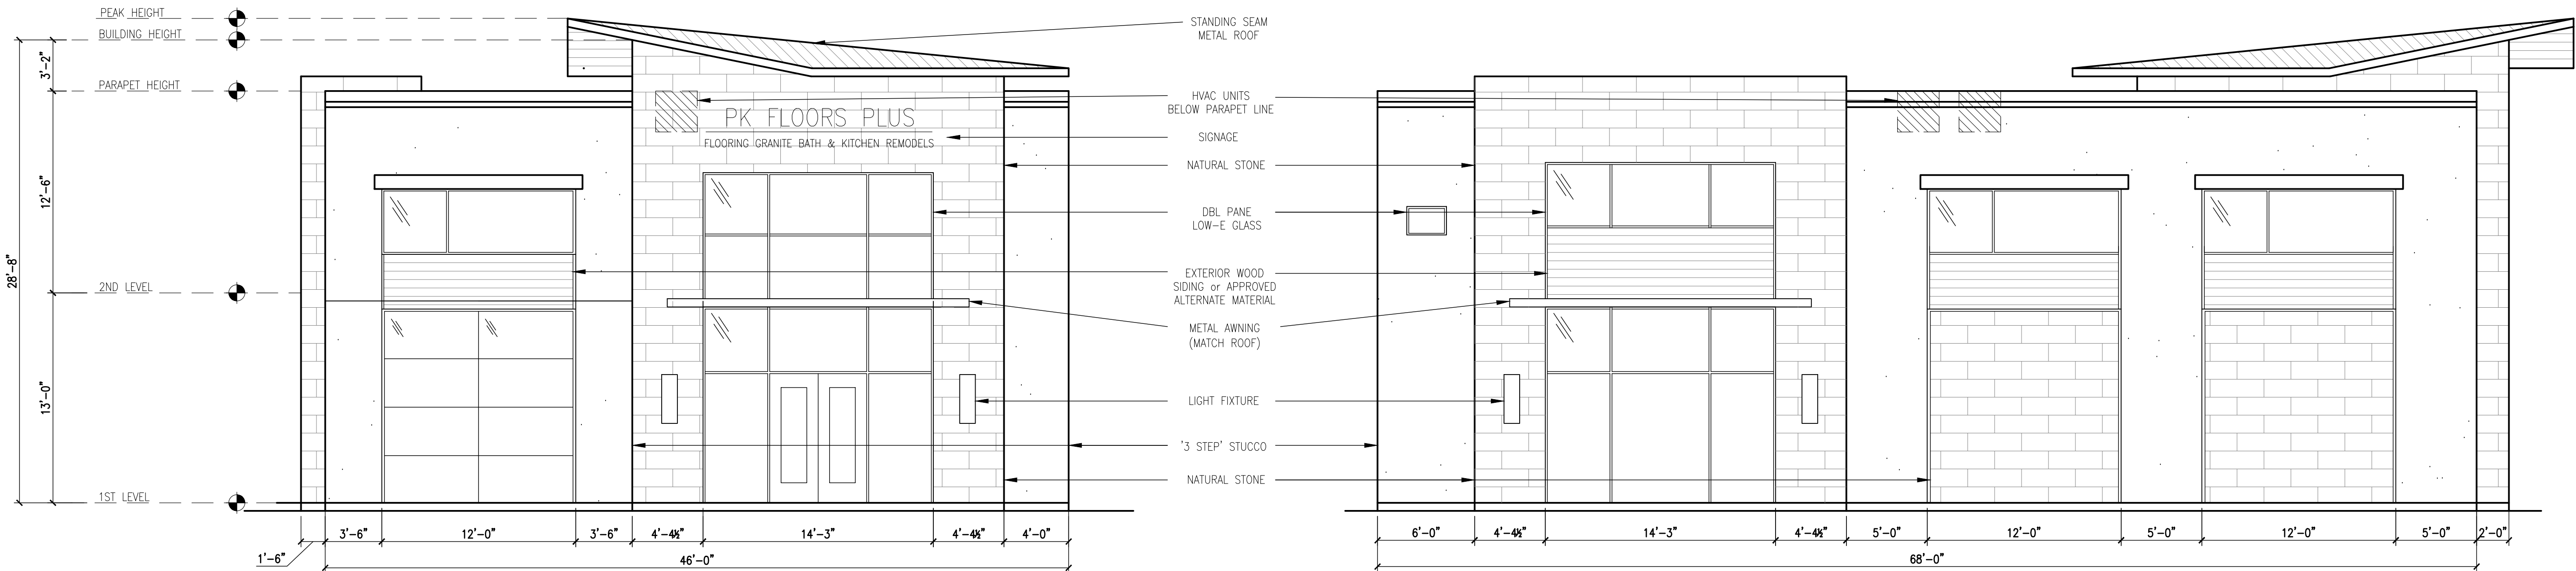 PEAK HEIGHT
BUILDING HEIGHT
PARAPET HEIGHT
2ND LEVEL
1ST LEVEL
3'-2"
12'-6"
13'-0"
28'-8"
PK FLOORS PLUS
FLOORING GRANITE BATH & KITCHEN REMODELS
STANDING SEAM
METAL ROOF
HVAC UNITS
BELOW PARAPET LINE
SIGNAGE
NATURAL STONE
DBL PANE
LOW-E GLASS
EXTERIOR WOOD
SIDING or APPROVED
ALTERNATE MATERIAL
METAL AWNING
(MATCH ROOF)
LIGHT FIXTURE
'3 STEP' STUCCO
NATURAL STONE
1'-6"
3'-6"
12'-0"
3'-6"
4'-4½"
14'-3"
4'-4½"
4'-0"
46'-0"
6'-0"
4'-4½"
14'-3"
4'-4½"
5'-0"
12'-0"
5'-0"
12'-0"
5'-0"
2'-0"
68'-0"